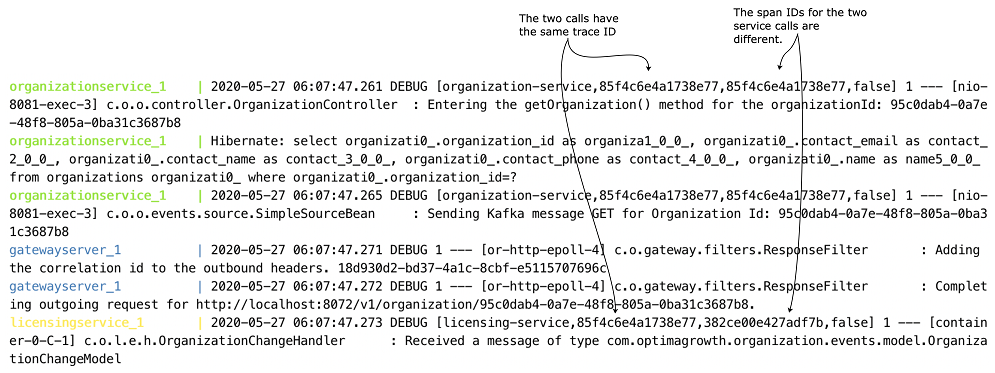 The two calls have
the same trace ID
The span IDs for the two
service calls are
different.
organizationservice_1    | 2020-05-27 06:07:47.261 DEBUG [organization-service,85f4c6e4a1738e77,85f4c6e4a1738e77,false] 1 --- [nio-
8081-exec-3] c.o.o.controller.OrganizationController  : Entering the getOrganization() method for the organizationId: 95c0dab4-0a7e
-48f8-805a-0ba31c3687b8
organizationservice_1    | Hibernate: select organizati0_.organization_id as organiza1_0_0_, organizati0_.contact_email as contact_
2_0_0_, organizati0_.contact_name as contact_3_0_0_, organizati0_.contact_phone as contact_4_0_0_, organizati0_.name as name5_0_0_
from organizations organizati0_ where organizati0_.organization_id=?
organizationservice_1    | 2020-05-27 06:07:47.265 DEBUG [organization-service,85f4c6e4a1738e77,85f4c6e4a1738e77,false] 1 --- [nio-
8081-exec-3] c.o.o.events.source.SimpleSourceBean     : Sending Kafka message GET for Organization Id: 95c0dab4-0a7e-48f8-805a-0ba3
1c3687b8
gatewayserver_1          | 2020-05-27 06:07:47.271 DEBUG 1 --- [or-http-epoll-4] c.o.gateway.filters.ResponseFilter       : Adding
the correlation id to the outbound headers. 18d930d2-bd37-4a1c-8cbf-e5115707696c
gatewayserver_1          | 2020-05-27 06:07:47.272 DEBUG 1 --- [or-http-epoll-4] c.o.gateway.filters.ResponseFilter       : Complet
ing outgoing request for http://localhost:8072/v1/organization/95c0dab4-0a7e-48f8-805a-0ba31c3687b8.
licensingservice_1       | 2020-05-27 06:07:47.273 DEBUG [licensing-service,85f4c6e4a1738e77,382ce00e427adf7b,false] 1 --- [contain
er-0-C-1] c.o.l.e.h.OrganizationChangeHandler     : Received a message of type com.optimagrowth.organization.events.model.Organiza
tionChangeModel